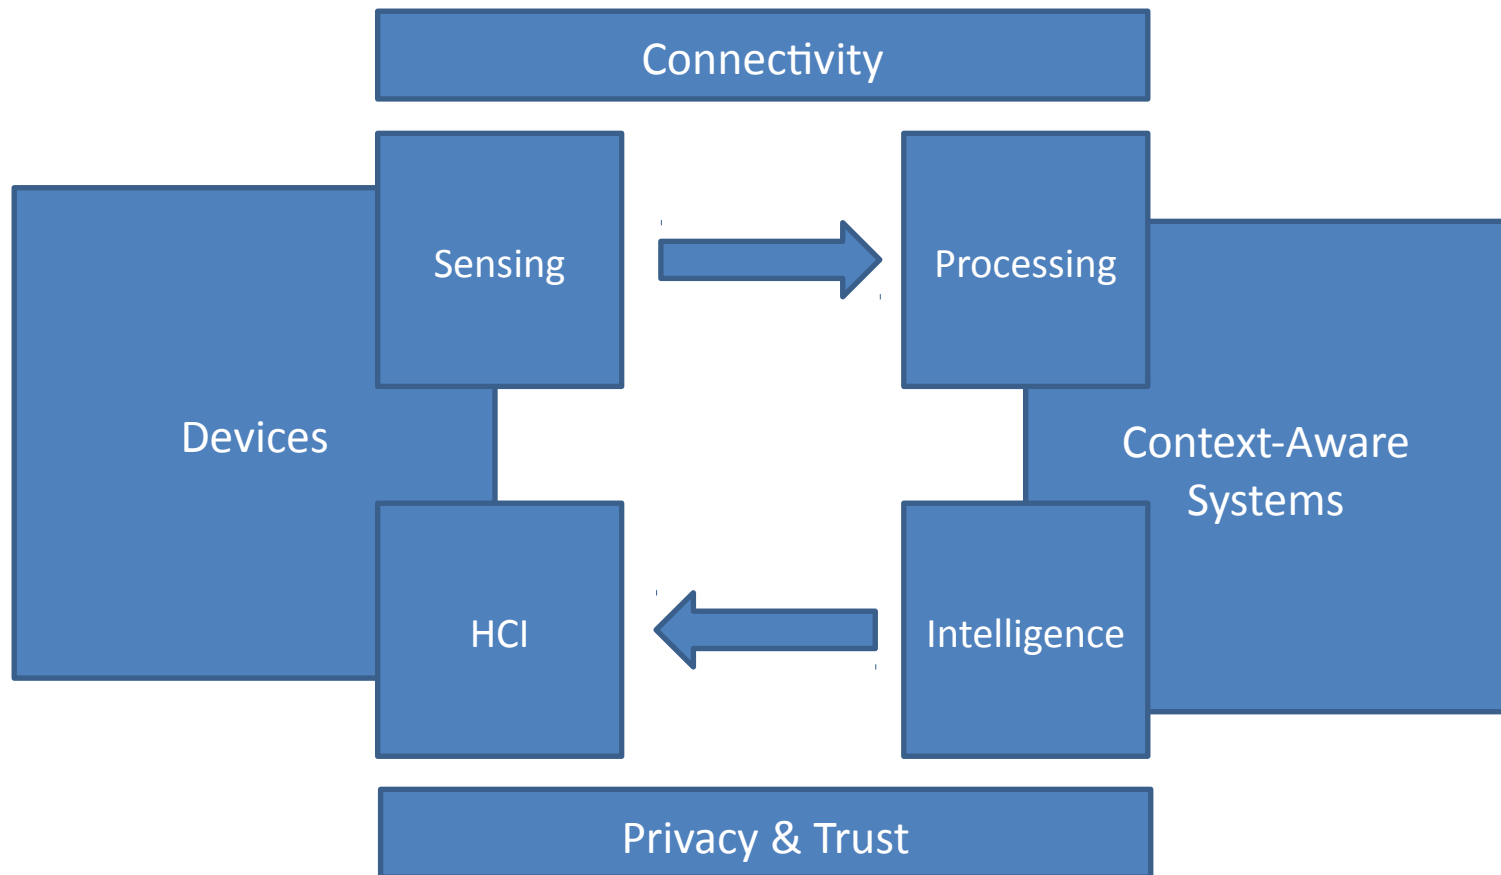 Connectivity
Sensing
Processing
Devices
Context-Aware
Systems
HCI
Intelligence
Privacy & Trust